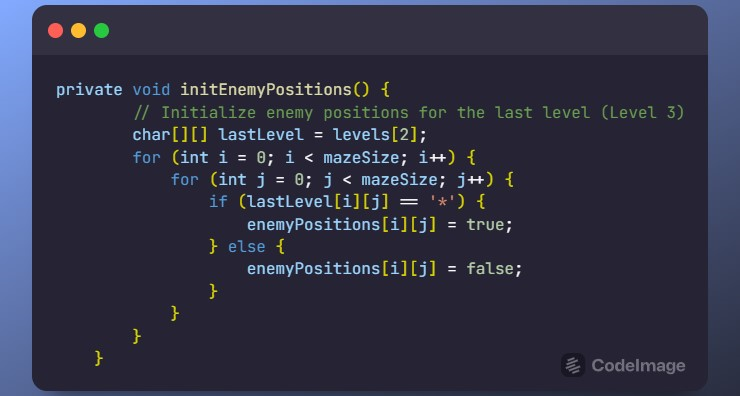 private void initEnemyPositions() {
// Initialize enemy positions for the last level (Level 3)
char[][] lastLevel = levels[2];
for (int i = 0; i < mazeSize; i++) {
for (int j = 0; j < mazeSize; j++) {
if (lastLevel[i][j] == '*') {
enemyPositions[i][j] = true;
} else {
enemyPositions[i][j] = false;
}
}
}
}
CodeImage